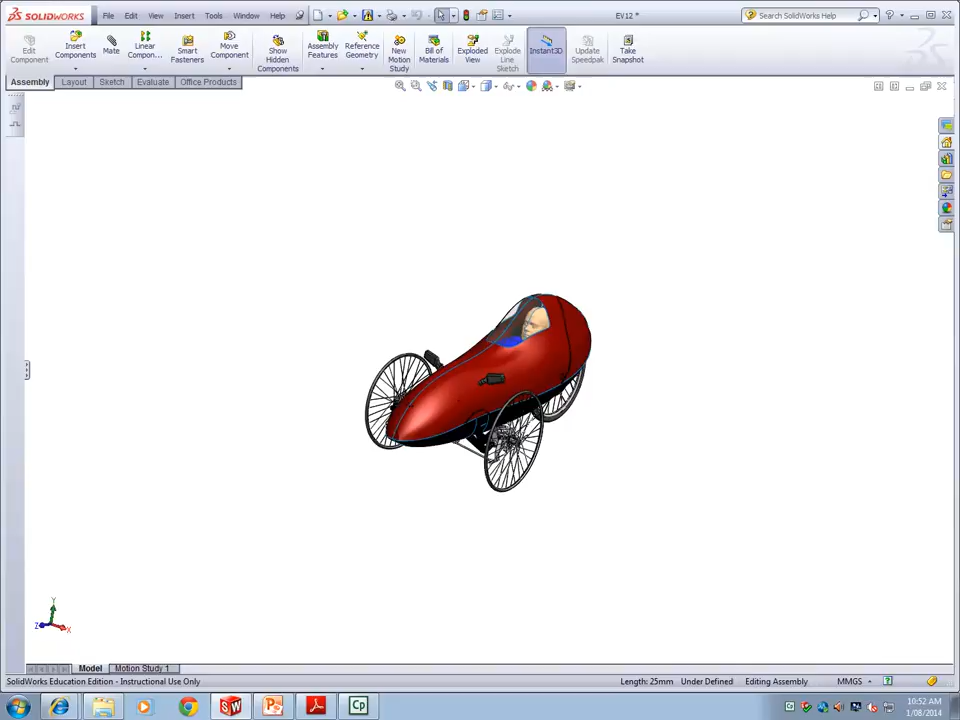 SOLIDWORKS File Edit View Insert Tools Window Help EV12 * Search SolidWorks Help
Edit Component
Insert Components
Mate
Linear Compon...
Smart Fasteners
Move Component
Show Hidden Components
Assembly Features
Reference Geometry
New Motion Study
Bill of Materials
Exploded View
Explode Line Sketch
Instant3D
Update Speedpak
Take Snapshot
Assembly Layout Sketch Evaluate Office Products
Y
Z X
Model Motion Study 1
SolidWorks Education Edition - Instructional Use Only Length: 25mm Under Defined Editing Assembly MMGS
10:52 AM
1/08/2014